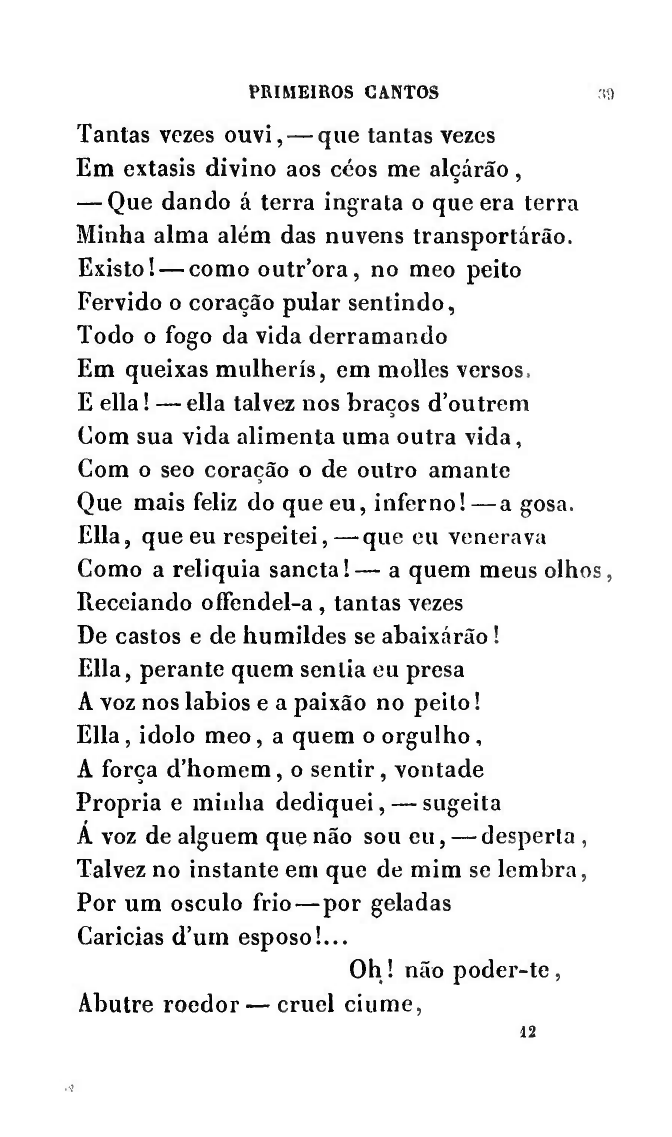 PRIMEIROS CANTOS 39
Tantas vezes ouvi,—que tantas vezes
Em extasis divino aos céos me alçárão,
—Que dando á terra ingrata o que era terra
Minha alma além das nuvens transportárão.
Existo!—como outr'ora, no meo peito
Fervido o coração pular sentindo,
Todo o fogo da vida derramando
Em queixas mulherís, em molles versos.
E ella!—ella talvez nos braços d'outrem
Com sua vida alimenta uma outra vida,
Com o seo coração o de outro amante
Que mais feliz do que eu, inferno!—a gosa.
Ella, que eu respeitei,—que eu venerava
Como a reliquia sancta!—a quem meus olhos,
Receiando offendel-a, tantas vezes
De castos e de humildes se abaixárão!
Ella, perante quem sentia eu presa
A voz nos labios e a paixão no peito!
Ella, idolo meo, a quem o orgulho,
A força d'homem, o sentir, vontade
Propria e minha dediquei,—sugeita
Á voz de alguem que não sou eu,—desperta,
Talvez no instante em que de mim se lembra,
Por um osculo frio—por geladas
Caricias d'um esposo!...
Oh! não poder-te,
Abutre roedor—cruel ciume,
12